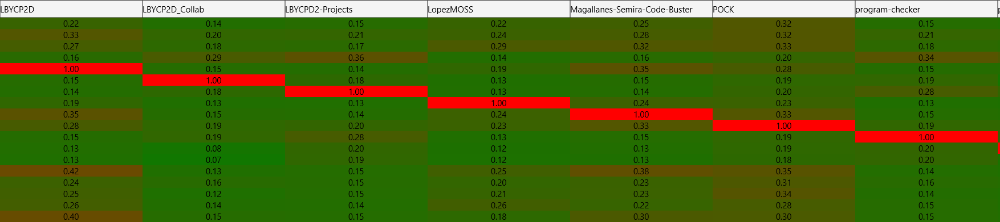 LBYCP2D LBYCP2D_Collab LBYCPD2-Projects LopezMOSS Magallanes-Semira-Code-Buster POCK program-checker
0.22 0.14 0.15 0.22 0.25 0.32 0.15
0.33 0.20 0.21 0.24 0.28 0.32 0.21
0.27 0.18 0.17 0.29 0.32 0.33 0.18
0.16 0.29 0.36 0.14 0.16 0.20 0.34
1.00 0.15 0.14 0.19 0.35 0.28 0.15
0.15 1.00 0.18 0.13 0.15 0.19 0.19
0.14 0.18 1.00 0.13 0.14 0.20 0.28
0.19 0.13 0.13 1.00 0.24 0.23 0.13
0.35 0.15 0.14 0.24 1.00 0.33 0.15
0.28 0.19 0.20 0.23 0.33 1.00 0.19
0.15 0.19 0.28 0.13 0.15 0.19 1.00
0.13 0.08 0.20 0.12 0.13 0.19 0.20
0.13 0.07 0.19 0.12 0.13 0.18 0.20
0.42 0.13 0.15 0.25 0.38 0.35 0.14
0.24 0.16 0.15 0.20 0.23 0.31 0.16
0.25 0.12 0.15 0.21 0.23 0.34 0.14
0.26 0.14 0.14 0.26 0.22 0.28 0.15
0.40 0.15 0.15 0.18 0.30 0.30 0.15